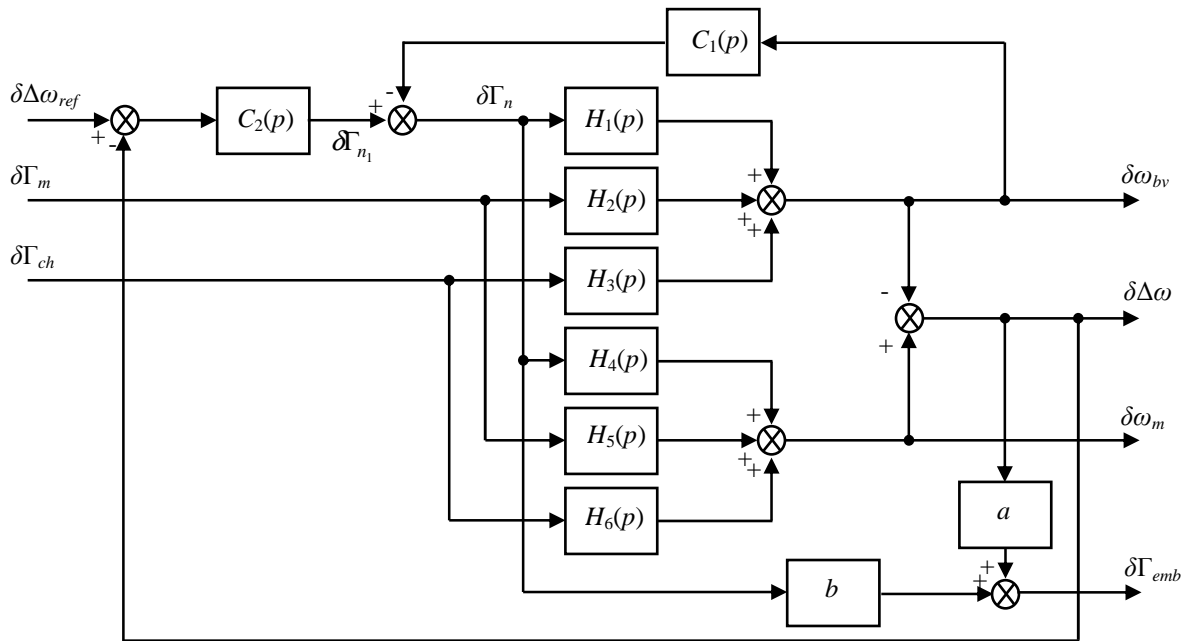 C₁(p)
-
δΔω_ref
+
-
C₂(p)
δΓ_n₁
+
δΓ_n
H₁(p)
+
δΓ_m
H₂(p)
+
+
δω_bv
δΓ_ch
H₃(p)
-
+
δΔω
H₄(p)
+
H₅(p)
+
+
δω_m
H₆(p)
a
+
b
+
δΓ_emb